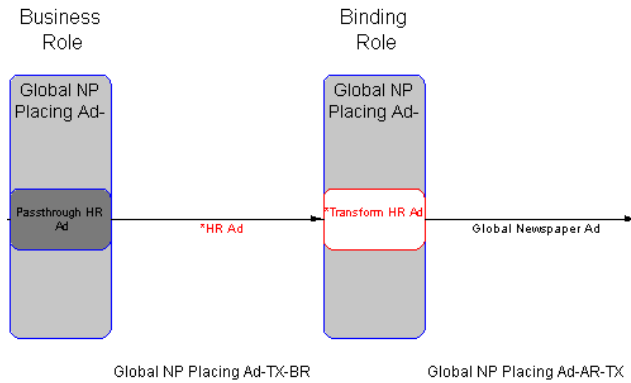 Business
Role
Binding
Role
Global NP
Placing Ad-
Global NP
Placing Ad-
Passthrough HR
Ad
*HR Ad
*Transform HR Ad
Global Newspaper Ad
Global NP Placing Ad-TX-BR
Global NP Placing Ad-AR-TX